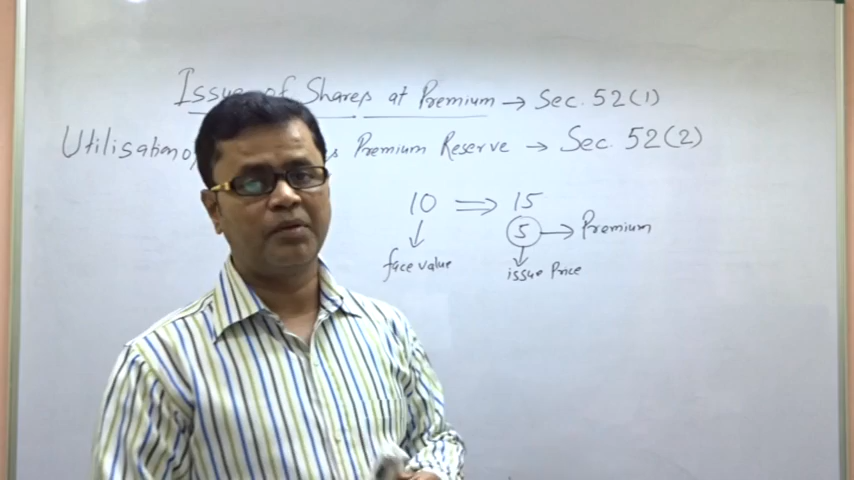 Issue of Shares at Premium → Sec. 52(1)
Utilisation of Premium Reserve → Sec. 52(2)
10 ⇒ 15
5 → Premium
face value issue Price